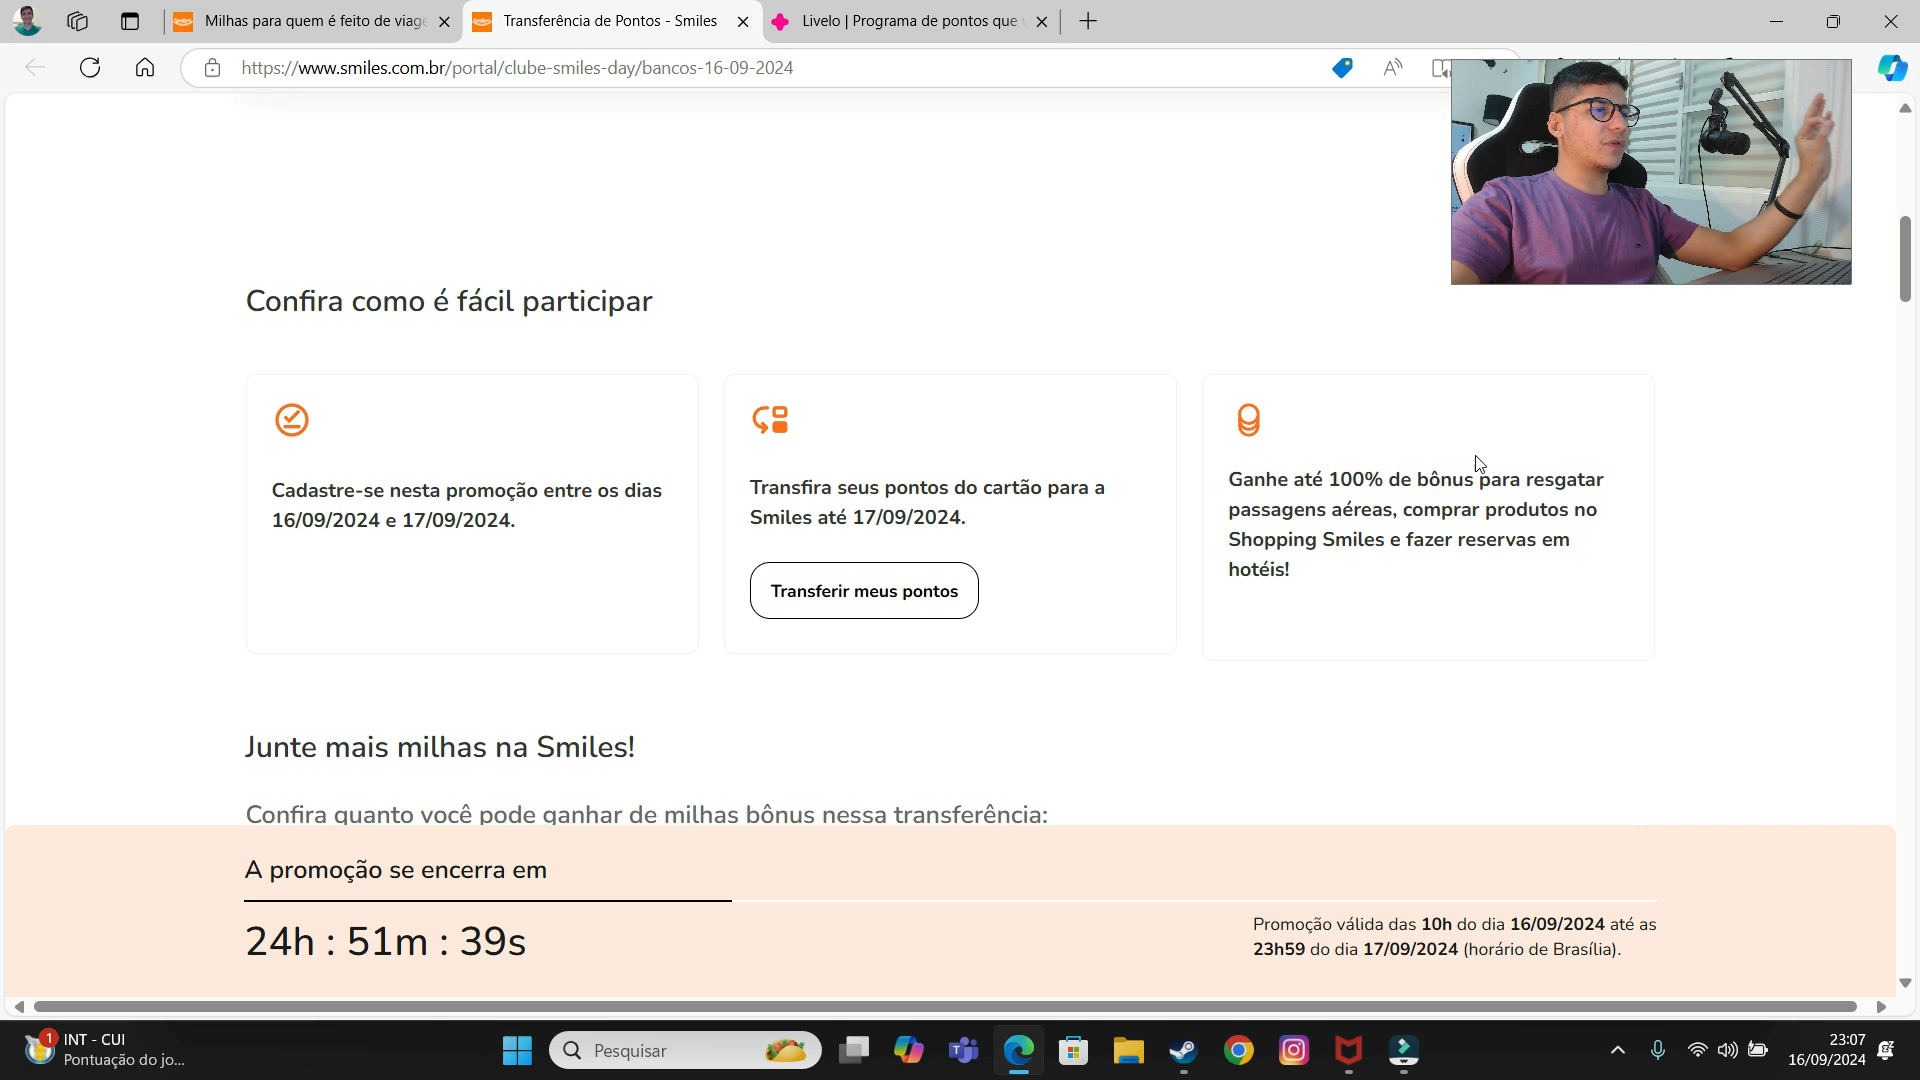 Milhas para quem é feito de viage
Transferência de Pontos - Smiles
Livelo | Programa de pontos que v
https://www.smiles.com.br/portal/clube-smiles-day/bancos-16-09-2024
Confira como é fácil participar
Cadastre-se nesta promoção entre os dias
16/09/2024 e 17/09/2024.
Transfira seus pontos do cartão para a
Smiles até 17/09/2024.
Transferir meus pontos
Ganhe até 100% de bônus para resgatar
passagens aéreas, comprar produtos no
Shopping Smiles e fazer reservas em
hotéis!
Junte mais milhas na Smiles!
Confira quanto você pode ganhar de milhas bônus nessa transferência:
A promoção se encerra em
24h : 51m : 39s
Promoção válida das 10h do dia 16/09/2024 até as
23h59 do dia 17/09/2024 (horário de Brasília).
1
INT - CUI
Pontuação do jo...
Pesquisar
23:07
16/09/2024